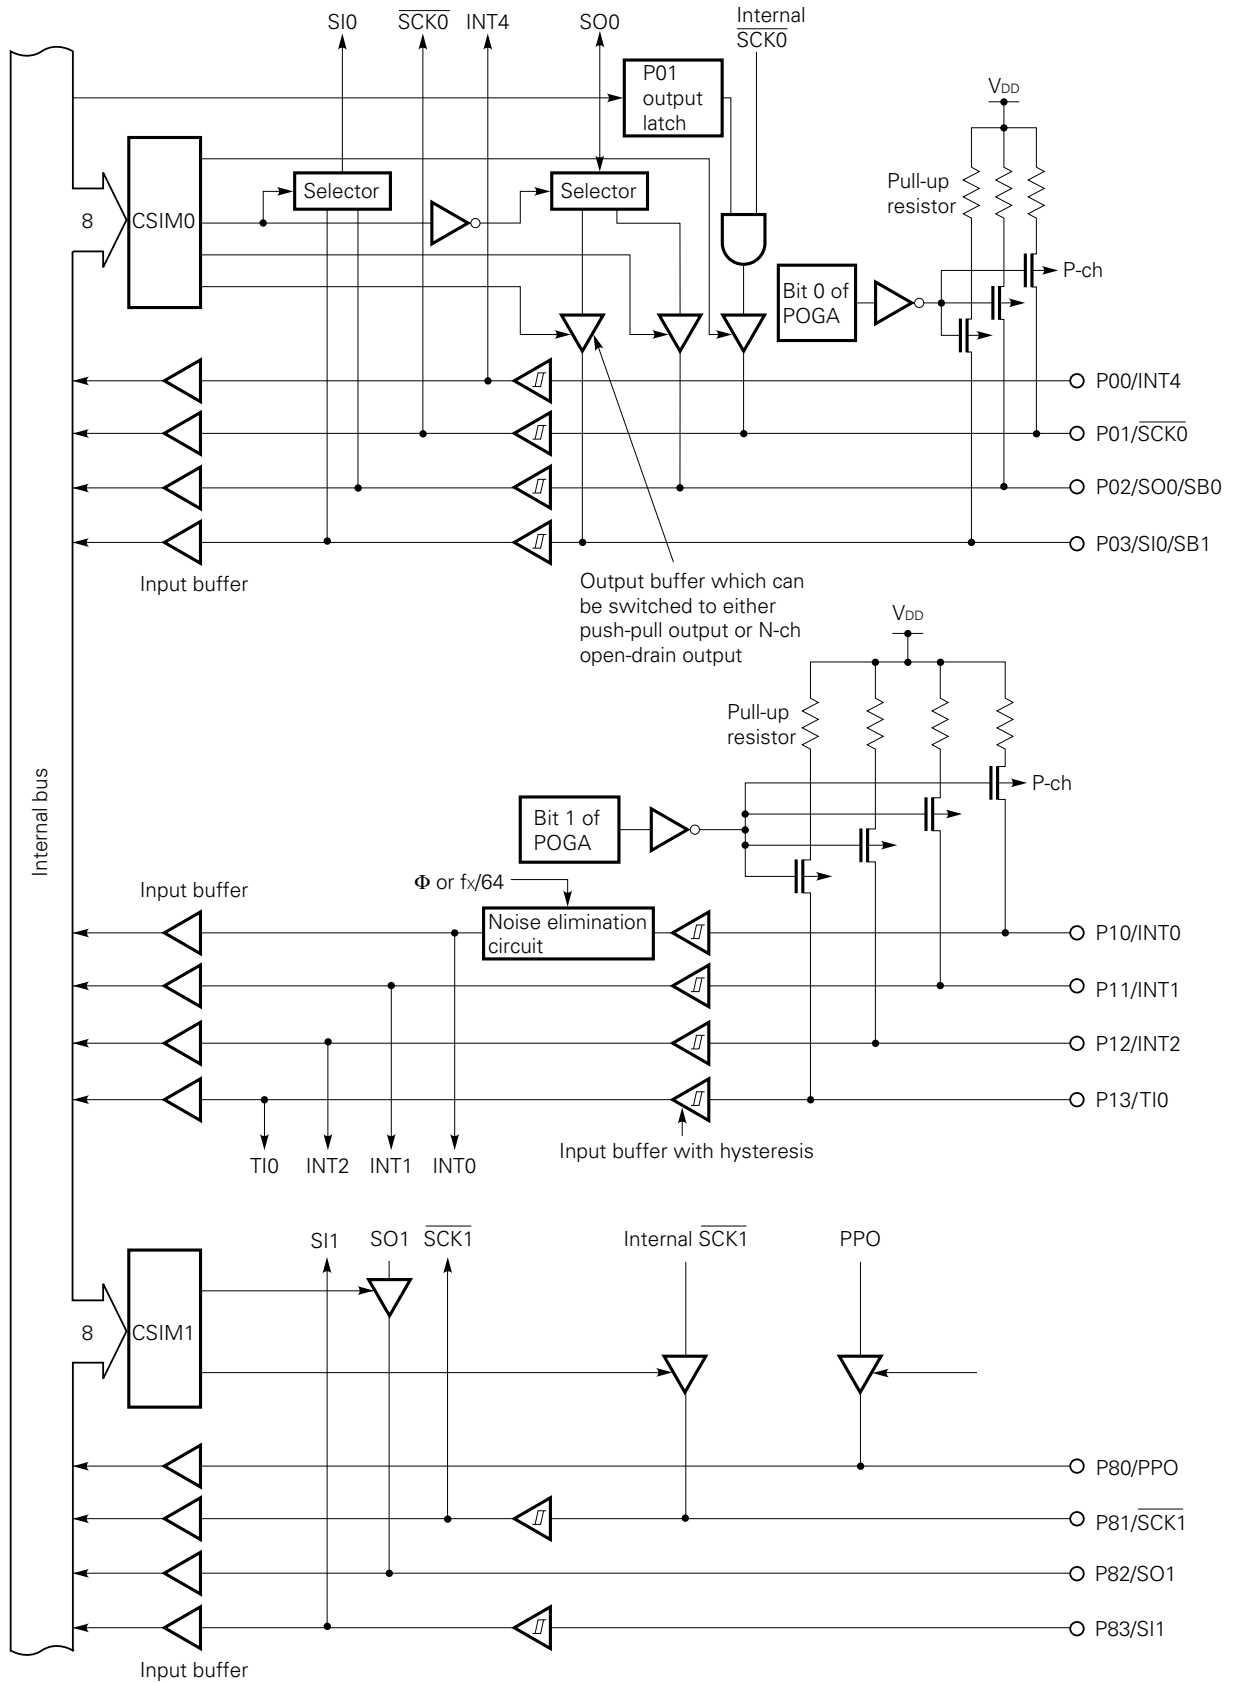 SI0
SCK0
INT4
SO0
Internal
SCK0
P01
output
latch
VDD
Pull-up
resistor
8
CSIM0
Selector
Selector
P-ch
Bit 0 of
POGA
P00/INT4
P01/SCK0
P02/SO0/SB0
P03/SI0/SB1
Input buffer
Output buffer which can
be switched to either
push-pull output or N-ch
open-drain output
VDD
Pull-up
resistor
Internal bus
P-ch
Bit 1 of
POGA
Input buffer
Φ or fX/64
Noise elimination
circuit
P10/INT0
P11/INT1
P12/INT2
P13/TI0
TI0
INT2
INT1
INT0
Input buffer with hysteresis
SI1
SO1
SCK1
Internal SCK1
PPO
8
CSIM1
P80/PPO
P81/SCK1
P82/SO1
P83/SI1
Input buffer